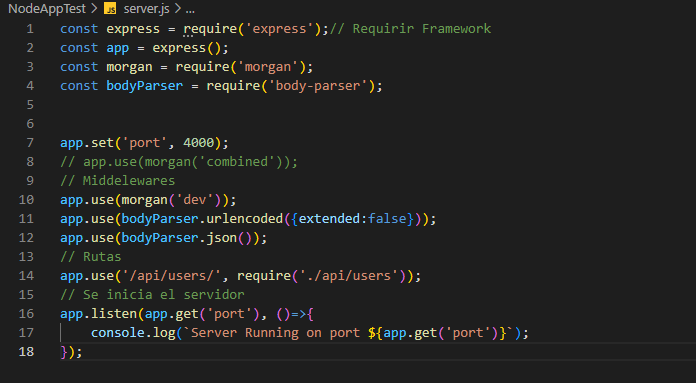 NodeAppTest > JS server.js > ...
1 const express = require('express');// Requirir Framework
2 const app = express();
3 const morgan = require('morgan');
4 const bodyParser = require('body-parser');
5
6
7 app.set('port', 4000);
8 // app.use(morgan('combined'));
9 // Middelewares
10 app.use(morgan('dev'));
11 app.use(bodyParser.urlencoded({extended:false}));
12 app.use(bodyParser.json());
13 // Rutas
14 app.use('/api/users/', require('./api/users'));
15 // Se inicia el servidor
16 app.listen(app.get('port'), ()=>{
17     console.log(`Server Running on port ${app.get('port')}`);
18 });